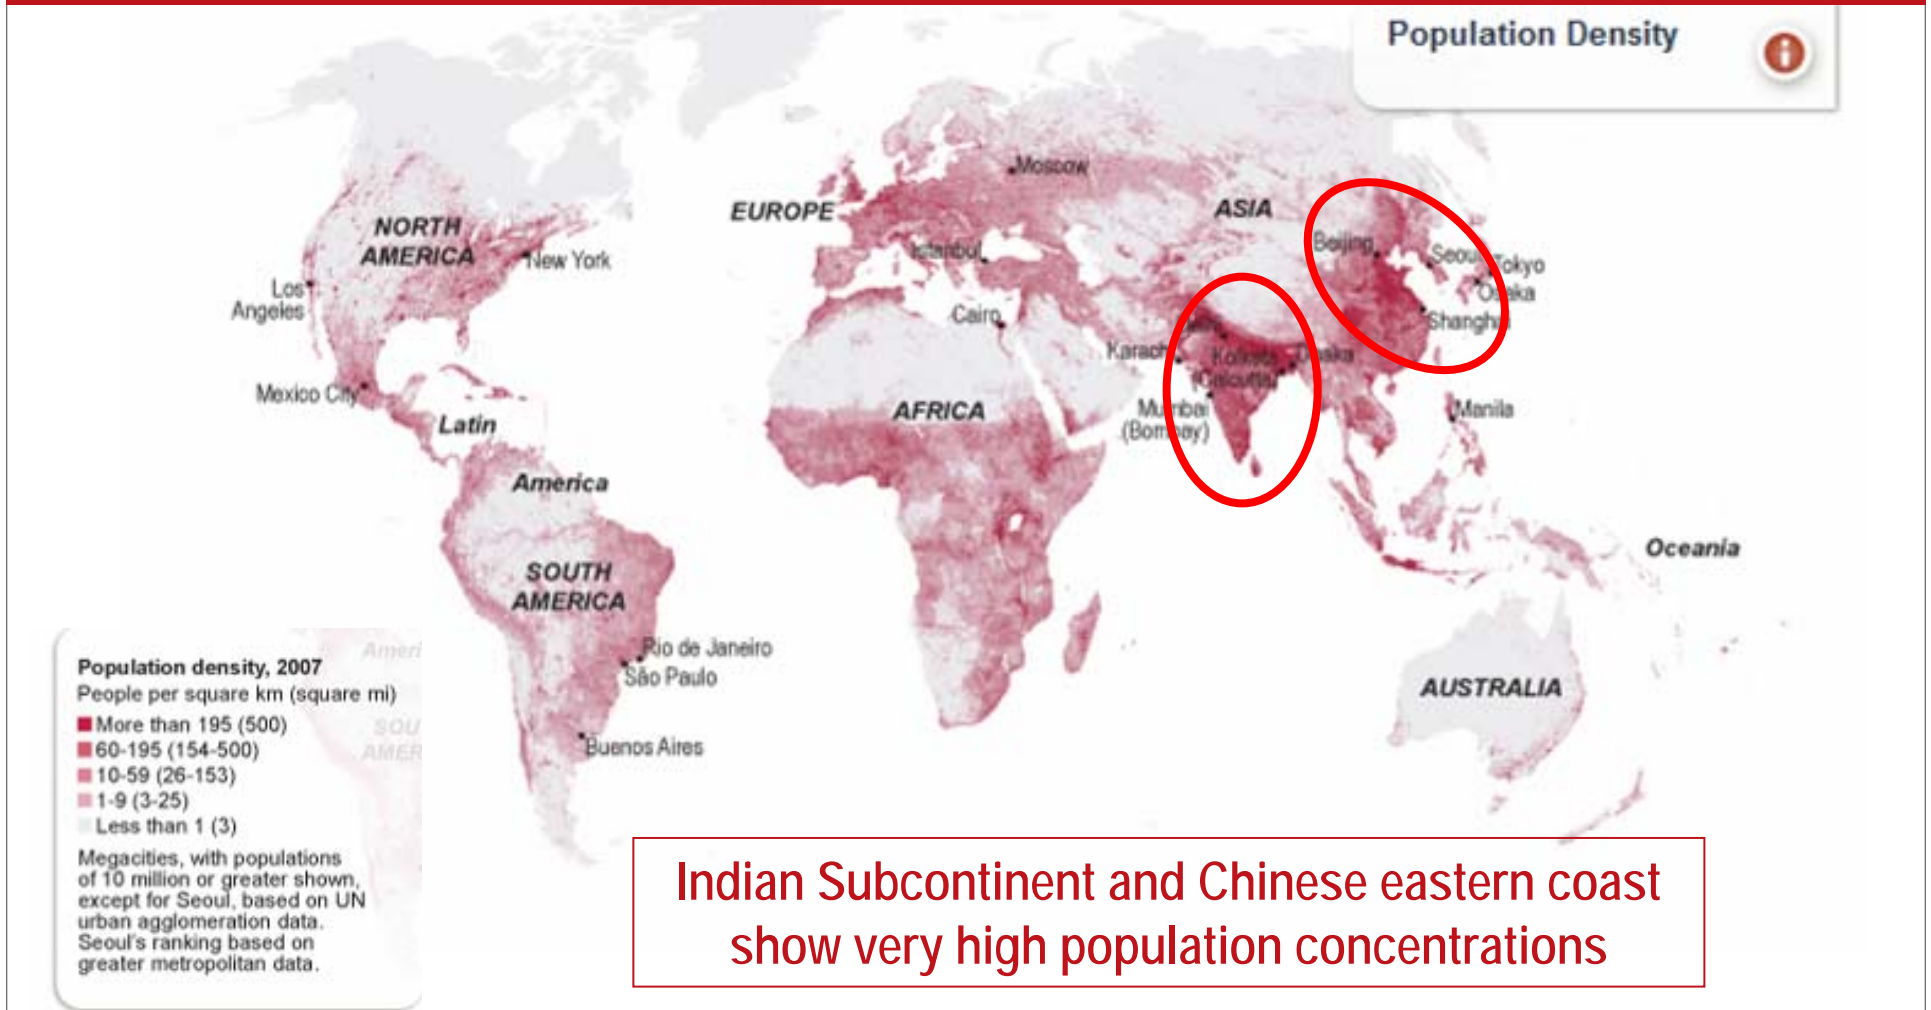 Population Density
Moscow
EUROPE
ASIA
NORTH
AMERICA
New York
Istanbul
Beijing
Seoul
Tokyo
Osaka
Los
Angeles
Cairo
Shanghai
Karachi
Kolkata
(Calcutta)
Dhaka
Mexico City
Latin
America
AFRICA
Mumbai
(Bombay)
Manila
Oceania
SOUTH
AMERICA
Rio de Janeiro
São Paulo
AUSTRALIA
Buenos Aires
Population density, 2007
People per square km (square mi)
More than 195 (500)
60-195 (154-500)
10-59 (26-153)
1-9 (3-25)
Less than 1 (3)
Megacities, with populations
of 10 million or greater shown,
except for Seoul, based on UN
urban agglomeration data.
Seoul's ranking based on
greater metropolitan data.
Indian Subcontinent and Chinese eastern coast
show very high population concentrations